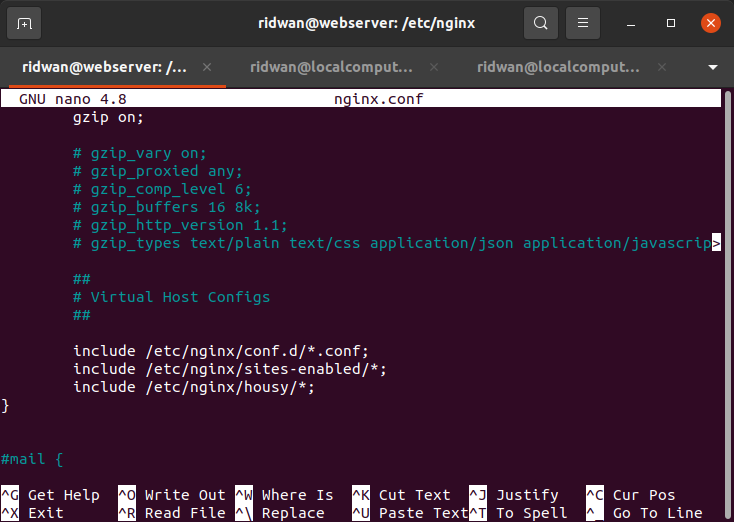 ridwan@webserver: /etc/nginx
ridwan@webserver: /... × ridwan@localcomput... × ridwan@localcomput... ×
GNU nano 4.8 nginx.conf
gzip on;
# gzip_vary on;
# gzip_proxied any;
# gzip_comp_level 6;
# gzip_buffers 16 8k;
# gzip_http_version 1.1;
# gzip_types text/plain text/css application/json application/javascrip>
##
# Virtual Host Configs
##
include /etc/nginx/conf.d/*.conf;
include /etc/nginx/sites-enabled/*;
include /etc/nginx/housy/*;
}
#mail {
^G Get Help ^O Write Out ^W Where Is ^K Cut Text ^J Justify ^C Cur Pos
^X Exit ^R Read File ^\ Replace ^U Paste Text ^T To Spell ^_ Go To Line